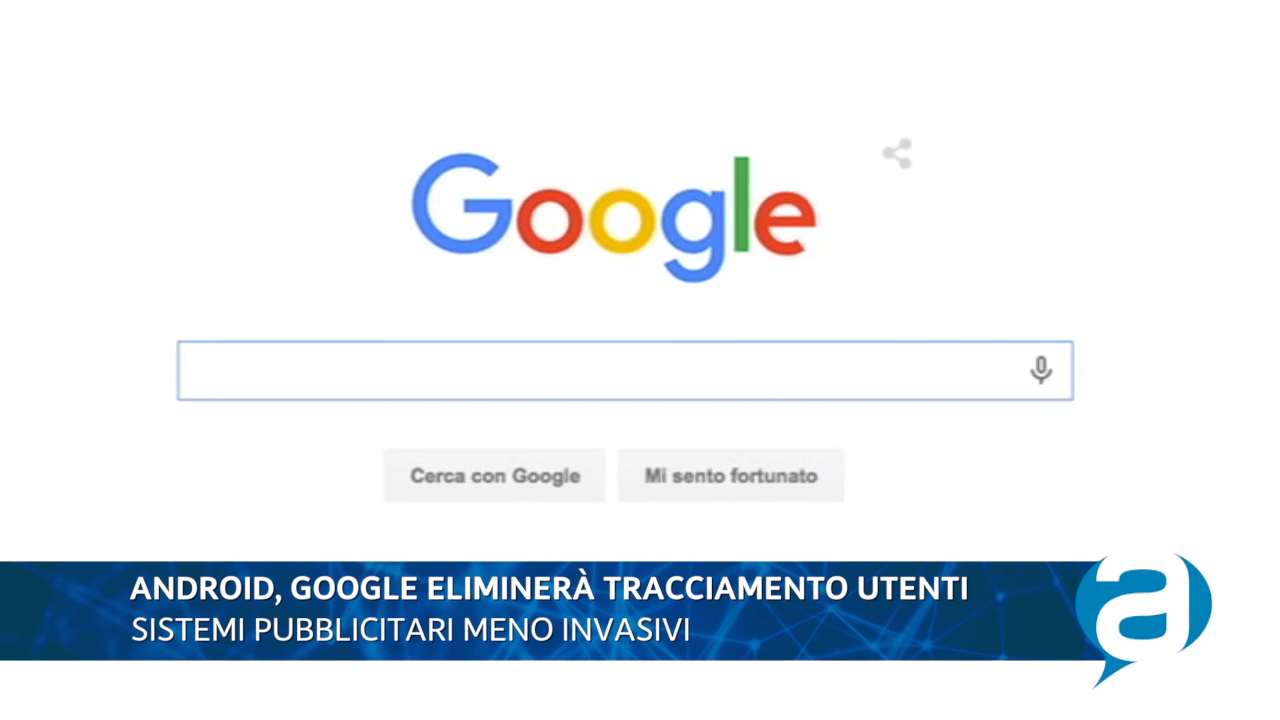 Google
Cerca con Google
Mi sento fortunato
ANDROID, GOOGLE ELIMINERÀ TRACCIAMENTO UTENTI
SISTEMI PUBBLICITARI MENO INVASIVI
a